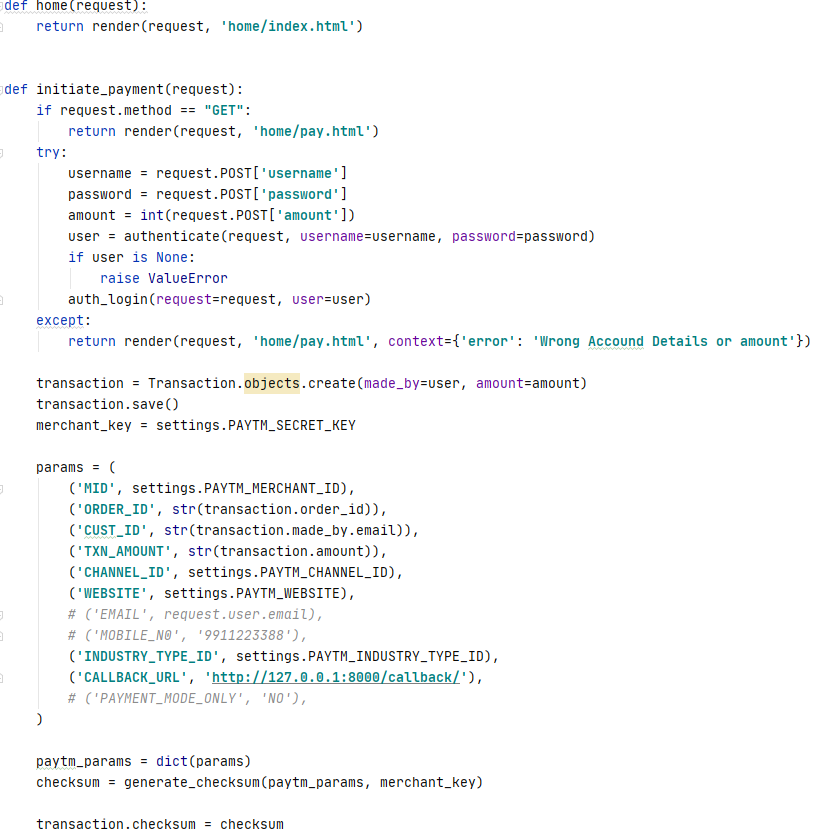 def home(request):
    return render(request, 'home/index.html')
def initiate_payment(request):
    if request.method == "GET":
        return render(request, 'home/pay.html')
    try:
        username = request.POST['username']
        password = request.POST['password']
        amount = int(request.POST['amount'])
        user = authenticate(request, username=username, password=password)
        if user is None:
            raise ValueError
        auth_login(request=request, user=user)
    except:
        return render(request, 'home/pay.html', context={'error': 'Wrong Accound Details or amount'})
    transaction = Transaction.objects.create(made_by=user, amount=amount)
    transaction.save()
    merchant_key = settings.PAYTM_SECRET_KEY
    params = (
        ('MID', settings.PAYTM_MERCHANT_ID),
        ('ORDER_ID', str(transaction.order_id)),
        ('CUST_ID', str(transaction.made_by.email)),
        ('TXN_AMOUNT', str(transaction.amount)),
        ('CHANNEL_ID', settings.PAYTM_CHANNEL_ID),
        ('WEBSITE', settings.PAYTM_WEBSITE),
        # ('EMAIL', request.user.email),
        # ('MOBILE_N0', '9911223388'),
        ('INDUSTRY_TYPE_ID', settings.PAYTM_INDUSTRY_TYPE_ID),
        ('CALLBACK_URL', 'http://127.0.0.1:8000/callback/'),
        # ('PAYMENT_MODE_ONLY', 'NO'),
    )
    paytm_params = dict(params)
    checksum = generate_checksum(paytm_params, merchant_key)
    transaction.checksum = checksum